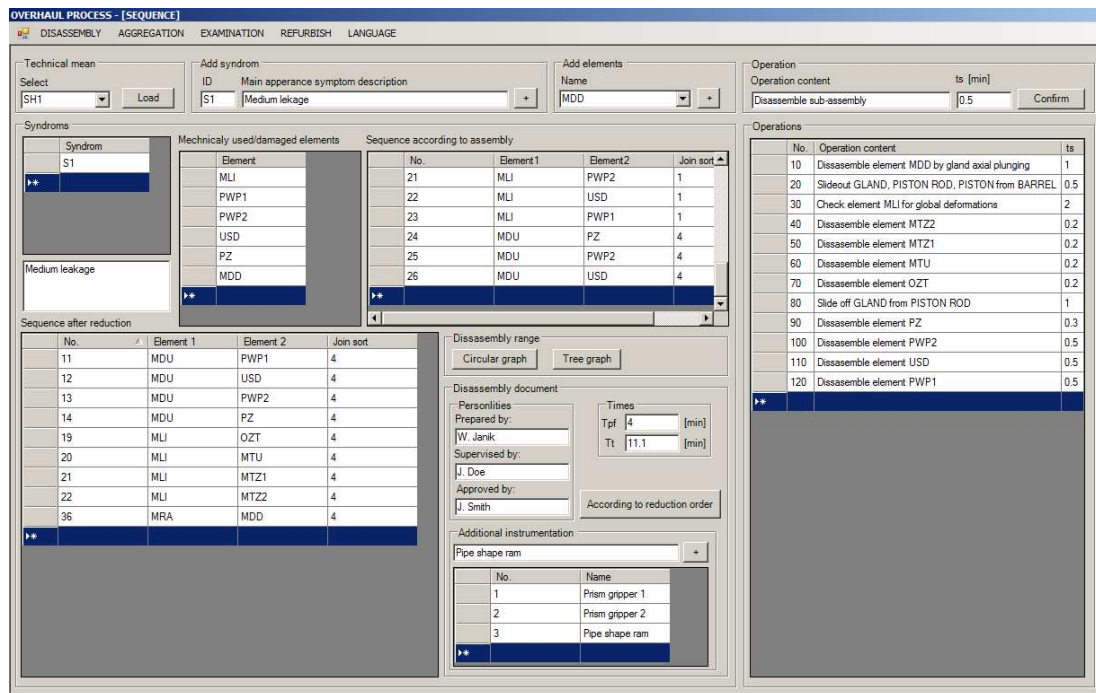 OVERHAUL PROCESS - [SEQUENCE]
DISASSEMBLY AGGREGATION EXAMINATION REFURBISH LANGUAGE
Technical mean
Select
SH1 Load
Add syndrom
ID Main apperance symptom description
S1 Medium lekage +
Add elements
Name
MDD +
Operation
Operation content ts [min]
Disassemble sub-assembly 0.5 Confirm
Syndroms
Syndrom
S1
Medium leakage
Mechnicaly used/damaged elements
Element
MLI
PWP1
PWP2
USD
PZ
MDD
Sequence according to assembly
No. Element1 Element2 Join sort
21 MLI PWP2 1
22 MLI USD 1
23 MLI PWP1 1
24 MDU PZ 4
25 MDU PWP2 4
26 MDU USD 4
Sequence after reduction
No. Element 1 Element 2 Join sort
11 MDU PWP1 4
12 MDU USD 4
13 MDU PWP2 4
14 MDU PZ 4
19 MLI OZT 4
20 MLI MTU 4
21 MLI MTZ1 4
22 MLI MTZ2 4
36 MRA MDD 4
Dissasembly range
Circular graph Tree graph
Disassembly document
Personlities
Prepared by:
W. Janik
Supervised by:
J. Doe
Approved by:
J. Smith
Times
Tpf 4 [min]
Tt 11.1 [min]
According to reduction order
Additional instrumentation
Pipe shape ram +
No. Name
1 Prism gripper 1
2 Prism gripper 2
3 Pipe shape ram
Operations
No. Operation content ts
10 Dissasemble element MDD by gland axial plunging 1
20 Slideout GLAND, PISTON ROD, PISTON from BARREL 0.5
30 Check element MLI for global deformations 2
40 Dissasemble element MTZ2 0.2
50 Dissasemble element MTZ1 0.2
60 Dissasemble element MTU 0.2
70 Dissasemble element OZT 0.2
80 Slide off GLAND from PISTON ROD 1
90 Dissasemble element PZ 0.3
100 Dissasemble element PWP2 0.5
110 Dissasemble element USD 0.5
120 Dissasemble element PWP1 0.5